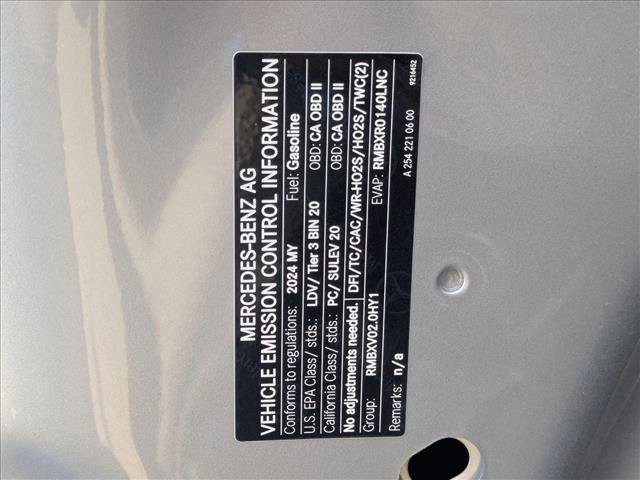 MERCEDES-BENZ AG
VEHICLE EMISSION CONTROL INFORMATION
Conforms to regulations: 2024 MY Fuel: Gasoline
U.S. EPA Class/ stds.: LDV/ Tier 3 BIN 20 OBD: CA OBD II
California Class/ stds.: PC/ SULEV 20 OBD: CA OBD II
No adjustments needed. DFI/TC/CAC/WR-HO2S/HO2S/TWC(2)
Group: RMBXV02.0HY1 EVAP: RMBXR0140LNC
Remarks: n/a A 254 221 06 00
9216452